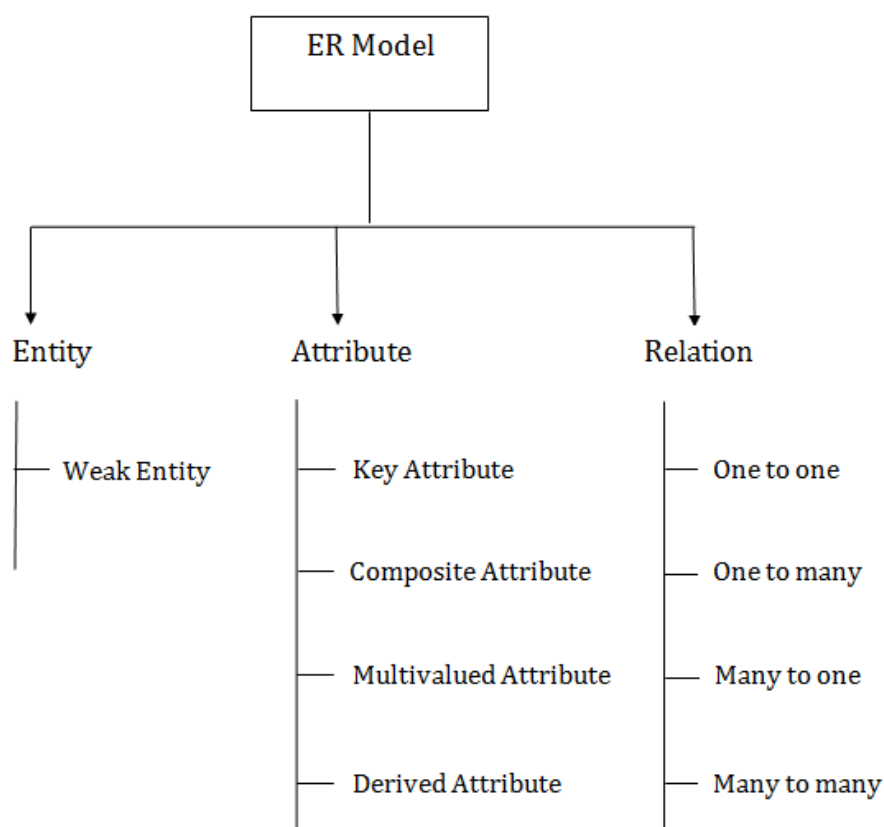 ER Model
Entity
Attribute
Relation
Weak Entity
Key Attribute
One to one
Composite Attribute
One to many
Multivalued Attribute
Many to one
Derived Attribute
Many to many